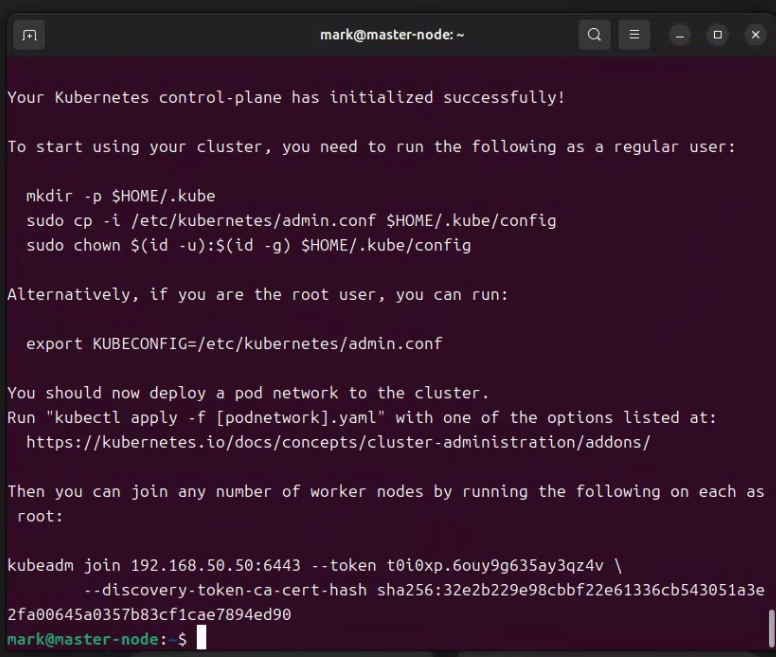 mark@master-node: ~
Your Kubernetes control-plane has initialized successfully!
To start using your cluster, you need to run the following as a regular user:
mkdir -p $HOME/.kube
sudo cp -i /etc/kubernetes/admin.conf $HOME/.kube/config
sudo chown $(id -u):$(id -g) $HOME/.kube/config
Alternatively, if you are the root user, you can run:
export KUBECONFIG=/etc/kubernetes/admin.conf
You should now deploy a pod network to the cluster.
Run "kubectl apply -f [podnetwork].yaml" with one of the options listed at:
https://kubernetes.io/docs/concepts/cluster-administration/addons/
Then you can join any number of worker nodes by running the following on each as
root:
kubeadm join 192.168.50.50:6443 --token t0i0xp.6ouy9g635ay3qz4v \
--discovery-token-ca-cert-hash sha256:32e2b229e98cbbf22e61336cb543051a3e
2fa00645a0357b83cf1cae7894ed90
mark@master-node:~$